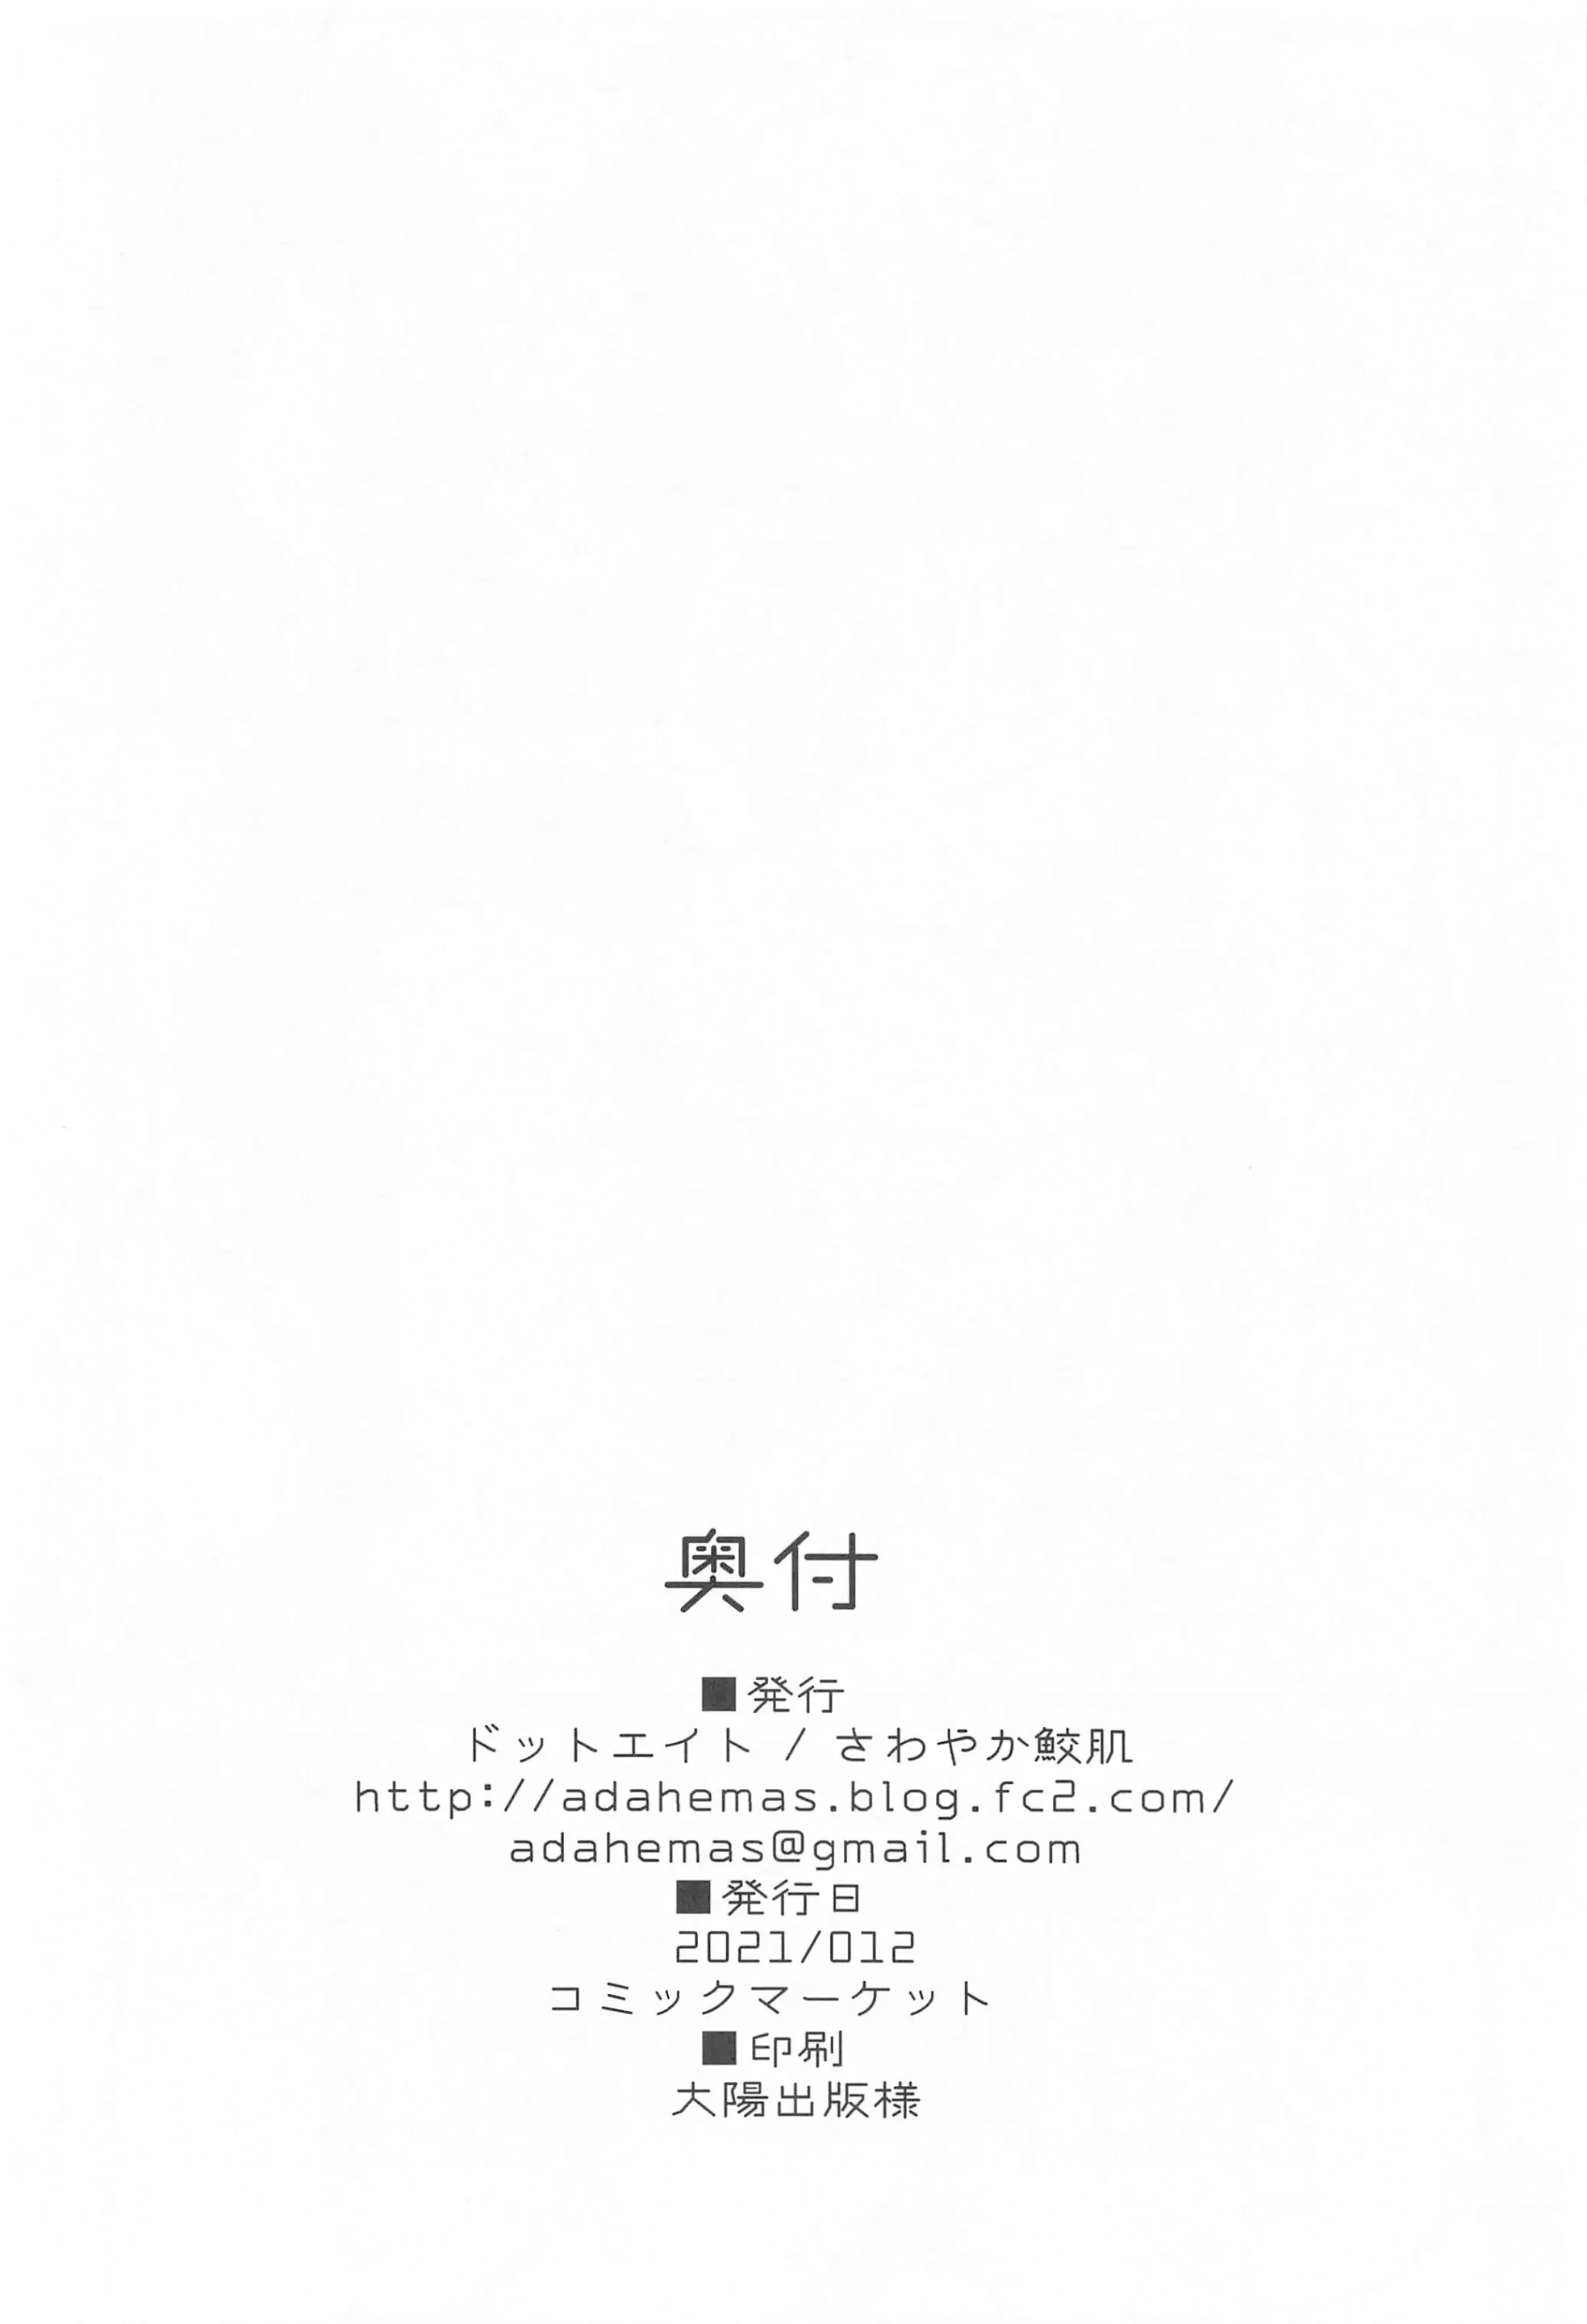 奥付
■発行
ドットエイト / さわやか鮫肌
http://adahemas.blog.fc2.com/
adahemas@gmail.com
■発行日
2021/012
コミックマーケット
■印刷
大陽出版様